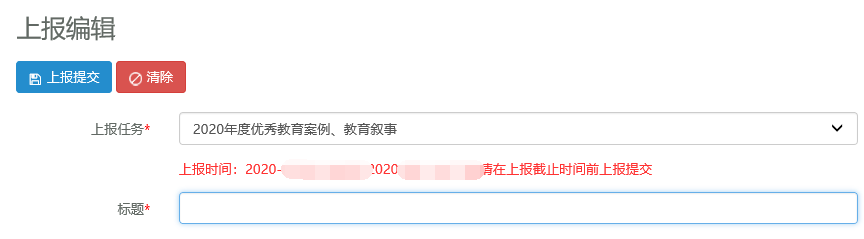 上报编辑
上报提交 清除
上报任务* 2020年度优秀教育案例、教育叙事
上报时间：2020- 2020 请在上报截止时间前上报提交
标题*